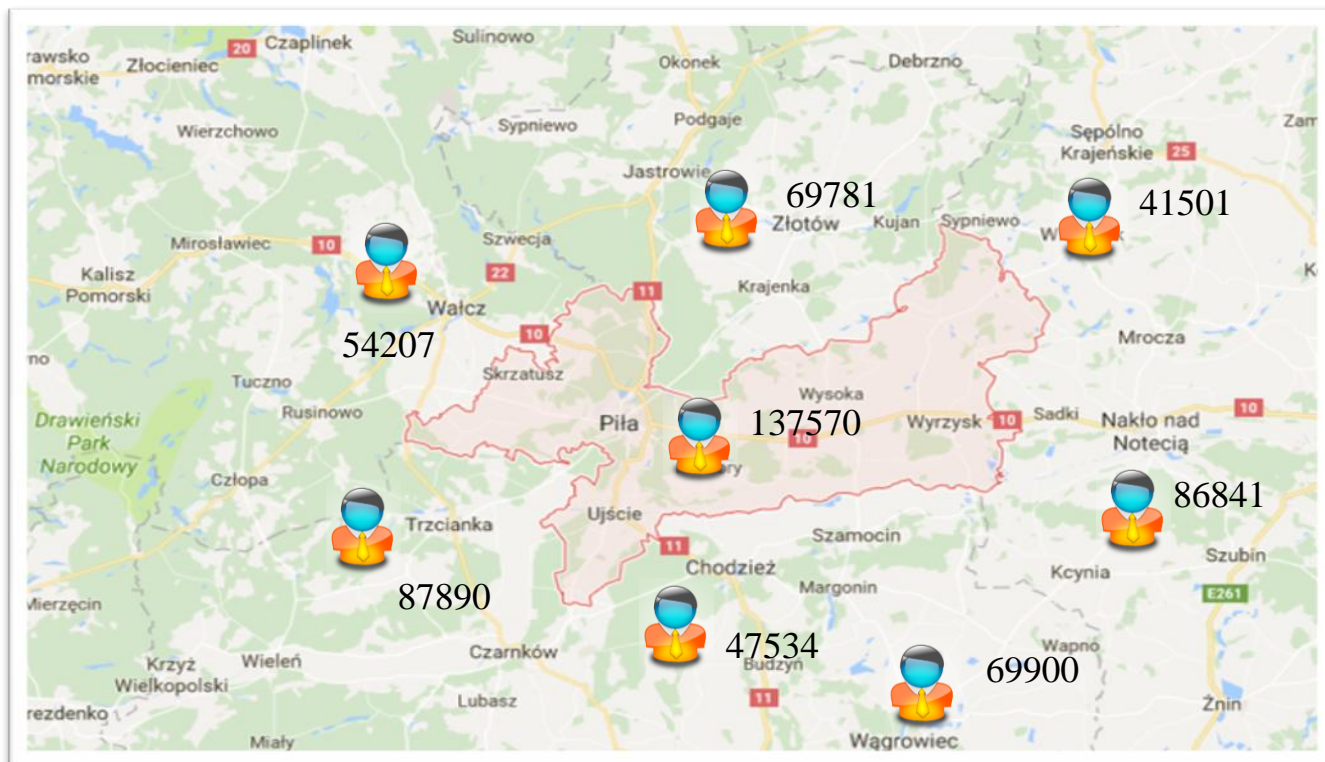 Sulinowo
20
Czaplinek
rawsko
morskie
Złocieniec
Okonek
Debrzno
Wierzchowo
Sypniewo
Podgaje
Sępólno
Krajeńskie
25
Zam
Jastrowie
69781
41501
Złotów
Kujan
Sypniewo
Mirosławiec
10
Szwecja
22
Kalisz
Pomorski
Wałcz
11
Krajenka
10
54207
Mrocza
Skrzatusz
Tuczno
Rusinowo
Wysoka
Drawieński
Park
Narodowy
Piła
137570
10
Wyrzysk
10
Sadki
10
Nakło nad
Notecią
Człopa
86841
Trzcianka
Ujście
Szamocin
11
Chodzież
Szubin
Kcynia
87890
Margonin
E261
Mierzęcin
47534
Czarnków
Budzyń
69900
Wapno
Krzyż
Wielkopolski
Wieleń
Lubasz
11
Żnin
rezdenko
Miały
Wągrowiec